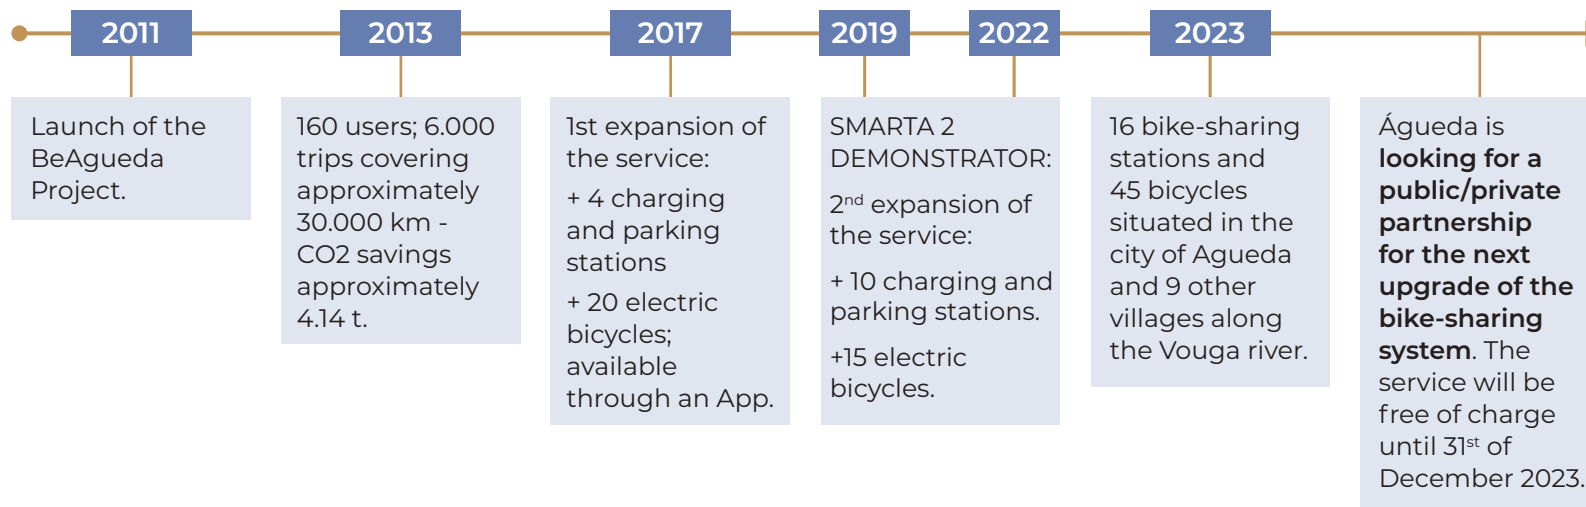 2011
Launch of the
BeAgueda
Project.
2013
160 users; 6.000
trips covering
approximately
30.000 km -
CO2 savings
approximately
4.14 t.
2017
1st expansion of
the service:
+ 4 charging
and parking
stations
+ 20 electric
bicycles;
available
through an App.
2019
2022
SMARTA 2
DEMONSTRATOR:
2nd expansion of
the service:
+ 10 charging and
parking stations.
+15 electric
bicycles.
2023
16 bike-sharing
stations and
45 bicycles
situated in the
city of Agueda
and 9 other
villages along
the Vouga river.
Águeda is
looking for a
public/private
partnership
for the next
upgrade of the
bike-sharing
system. The
service will be
free of charge
until 31st of
December 2023.